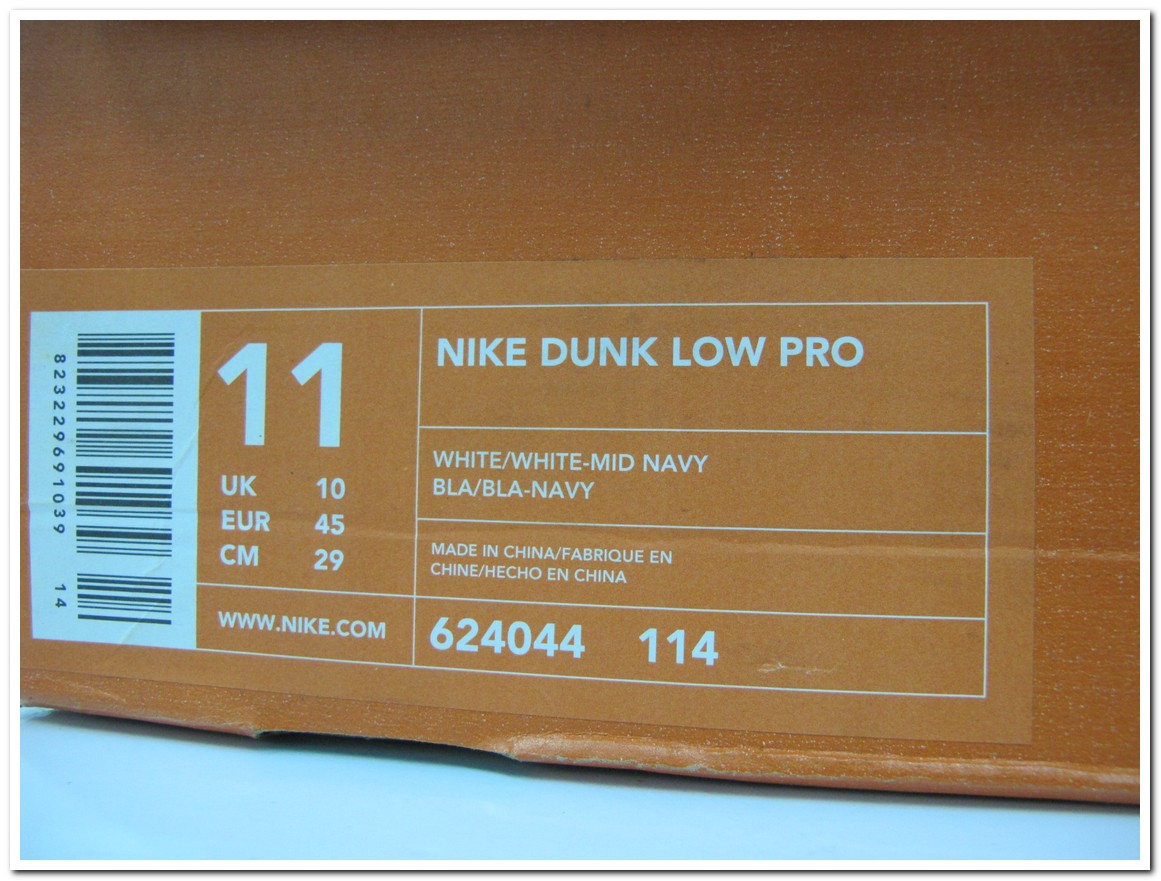 823229691039
14
11
UK 10
EUR 45
CM 29
WWW.NIKE.COM
NIKE DUNK LOW PRO
WHITE/WHITE-MID NAVY
BLA/BLA-NAVY
MADE IN CHINA/FABRIQUE EN
CHINE/HECHO EN CHINA
624044 114